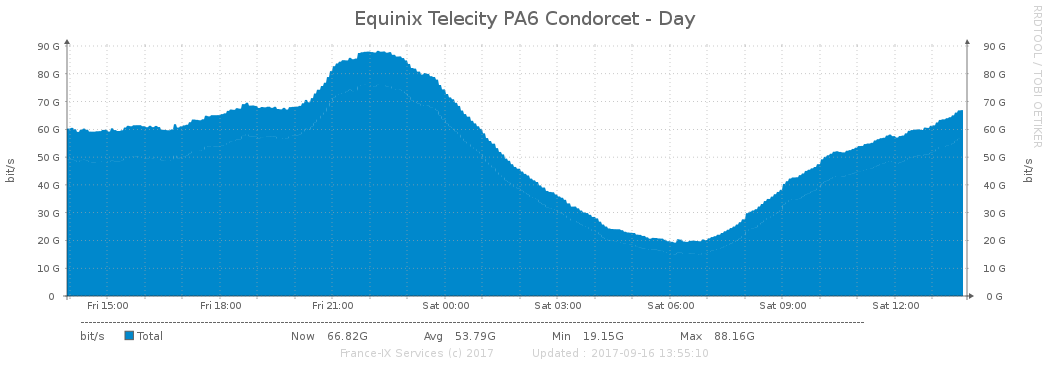 Equinix Telecity PA6 Condorcet - Day
RRDTOOL / TOBI OETIKER
90 G 90 G
80 G 80 G
70 G 70 G
60 G 60 G
50 G 50 G
40 G 40 G
30 G 30 G
20 G 20 G
10 G 10 G
0 0 G
bit/s
bit/s
Fri 15:00 Fri 18:00 Fri 21:00 Sat 00:00 Sat 03:00 Sat 06:00 Sat 09:00 Sat 12:00
bit/s Total Now 66.82G Avg 53.79G Min 19.15G Max 88.16G
France-IX Services (c) 2017 Updated : 2017-09-16 13:55:10